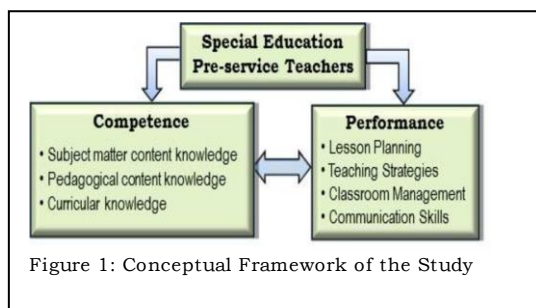 Special Education
Pre-service Teachers
Competence
• Subject matter content knowledge
• Pedagogical content knowledge
• Curricular knowledge
Performance
• Lesson Planning
• Teaching Strategies
• Classroom Management
• Communication Skills
Figure 1: Conceptual Framework of the Study